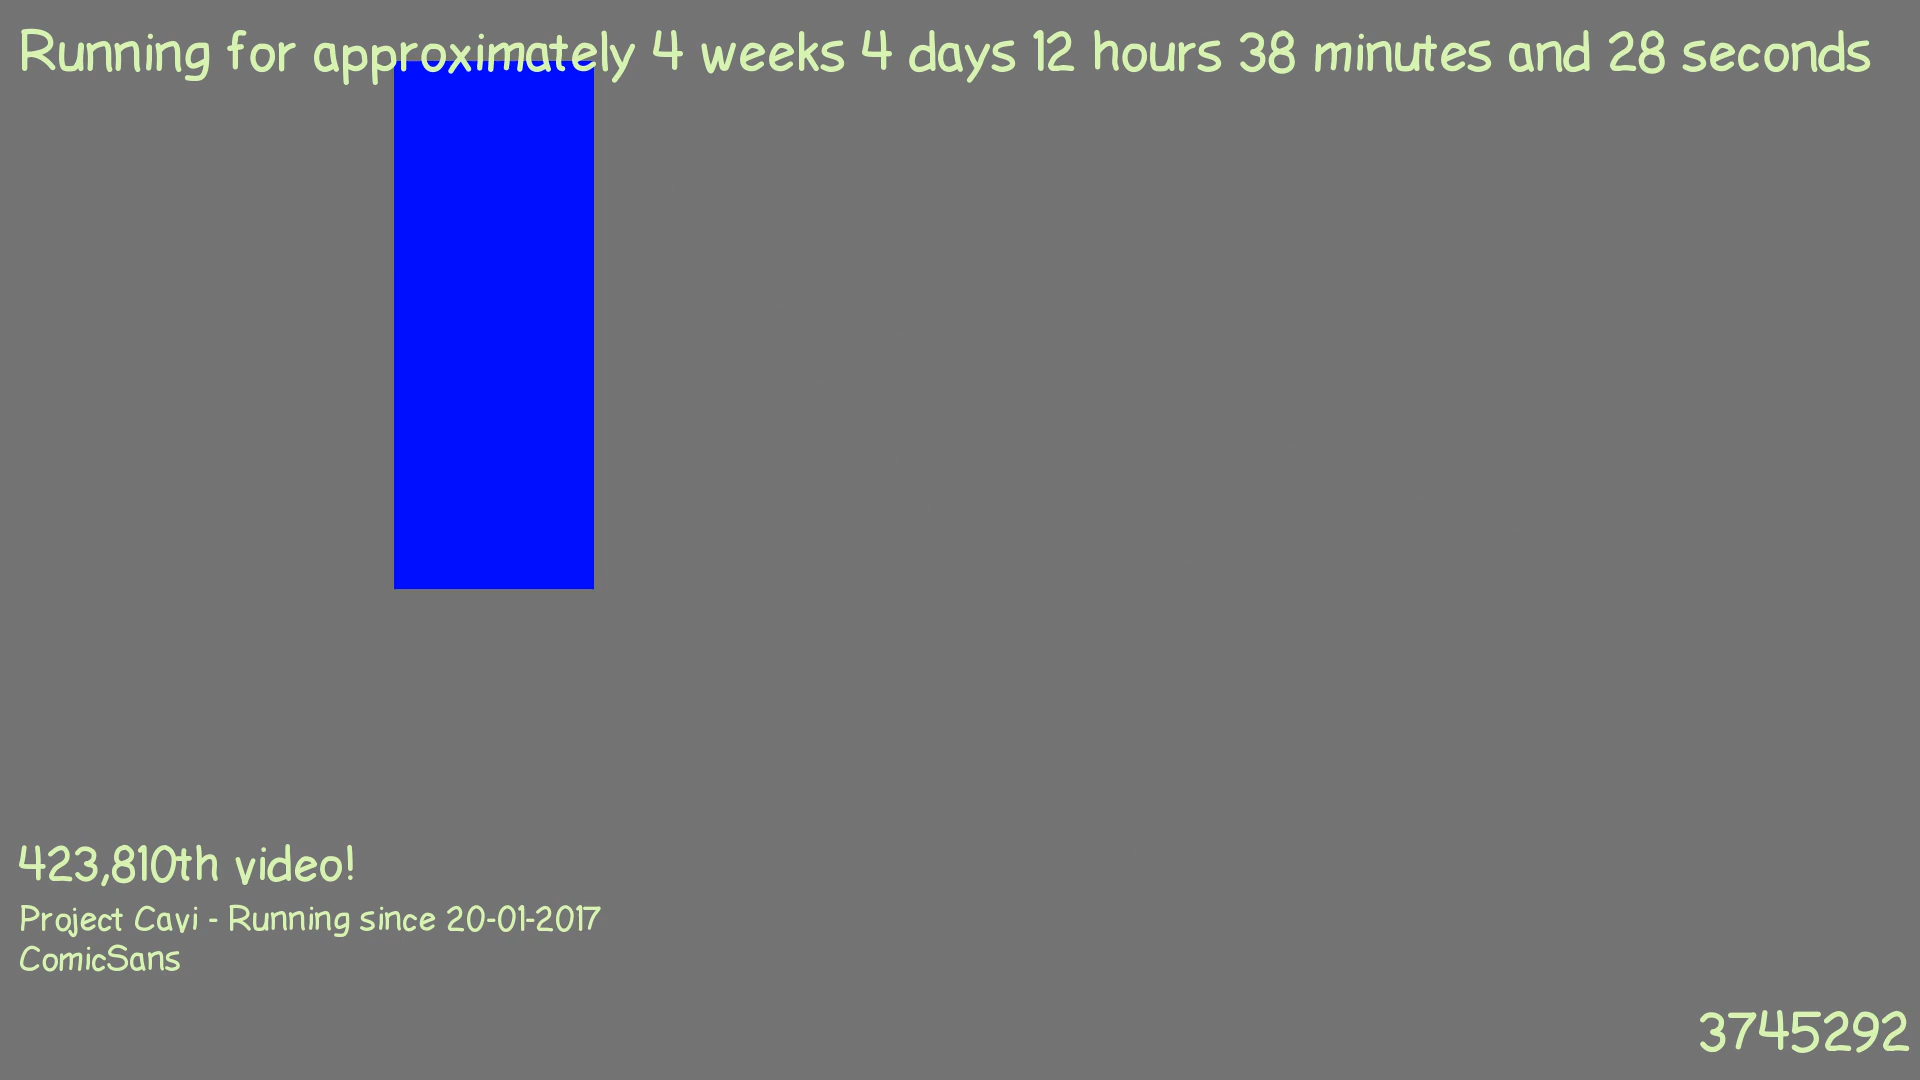 Running for approximately 4 weeks 4 days 12 hours 38 minutes and 28 seconds
423,810th video!
Project Cavi - Running since 20-01-2017
ComicSans
3745292